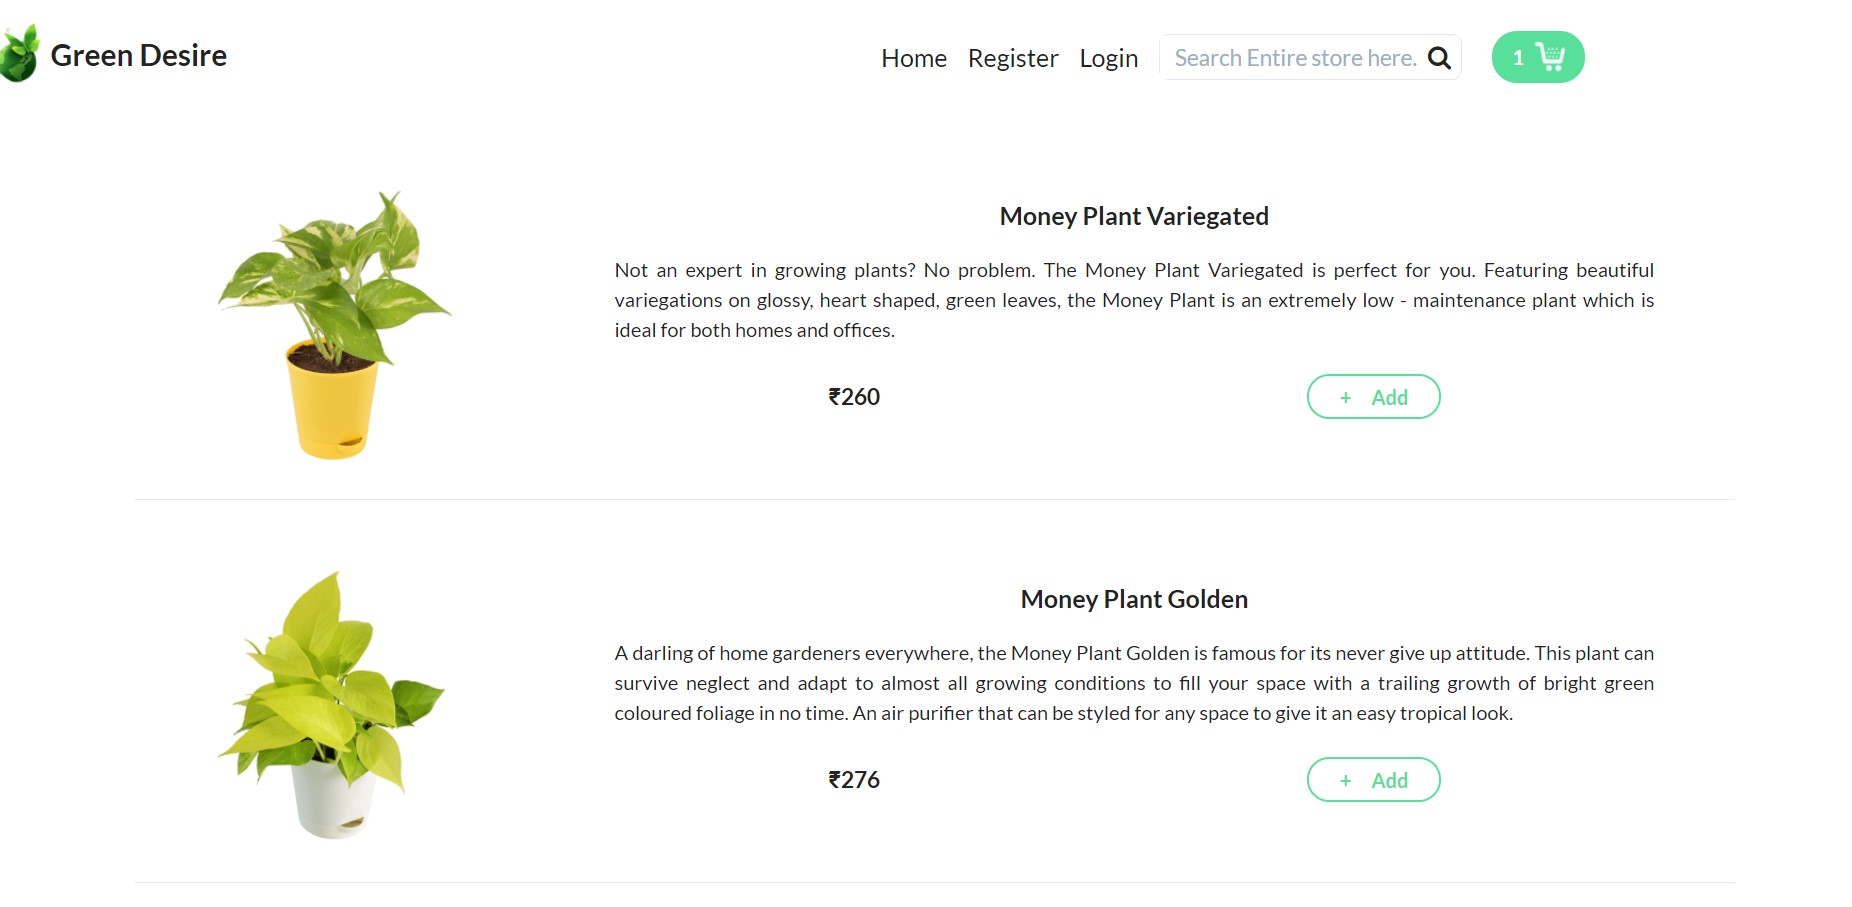 Green Desire
Home Register Login Search Entire store here. 1
Money Plant Variegated
Not an expert in growing plants? No problem. The Money Plant Variegated is perfect for you. Featuring beautiful
variegations on glossy, heart shaped, green leaves, the Money Plant is an extremely low - maintenance plant which is
ideal for both homes and offices.
₹260
+ Add
Money Plant Golden
A darling of home gardeners everywhere, the Money Plant Golden is famous for its never give up attitude. This plant can
survive neglect and adapt to almost all growing conditions to fill your space with a trailing growth of bright green
coloured foliage in no time. An air purifier that can be styled for any space to give it an easy tropical look.
₹276
+ Add